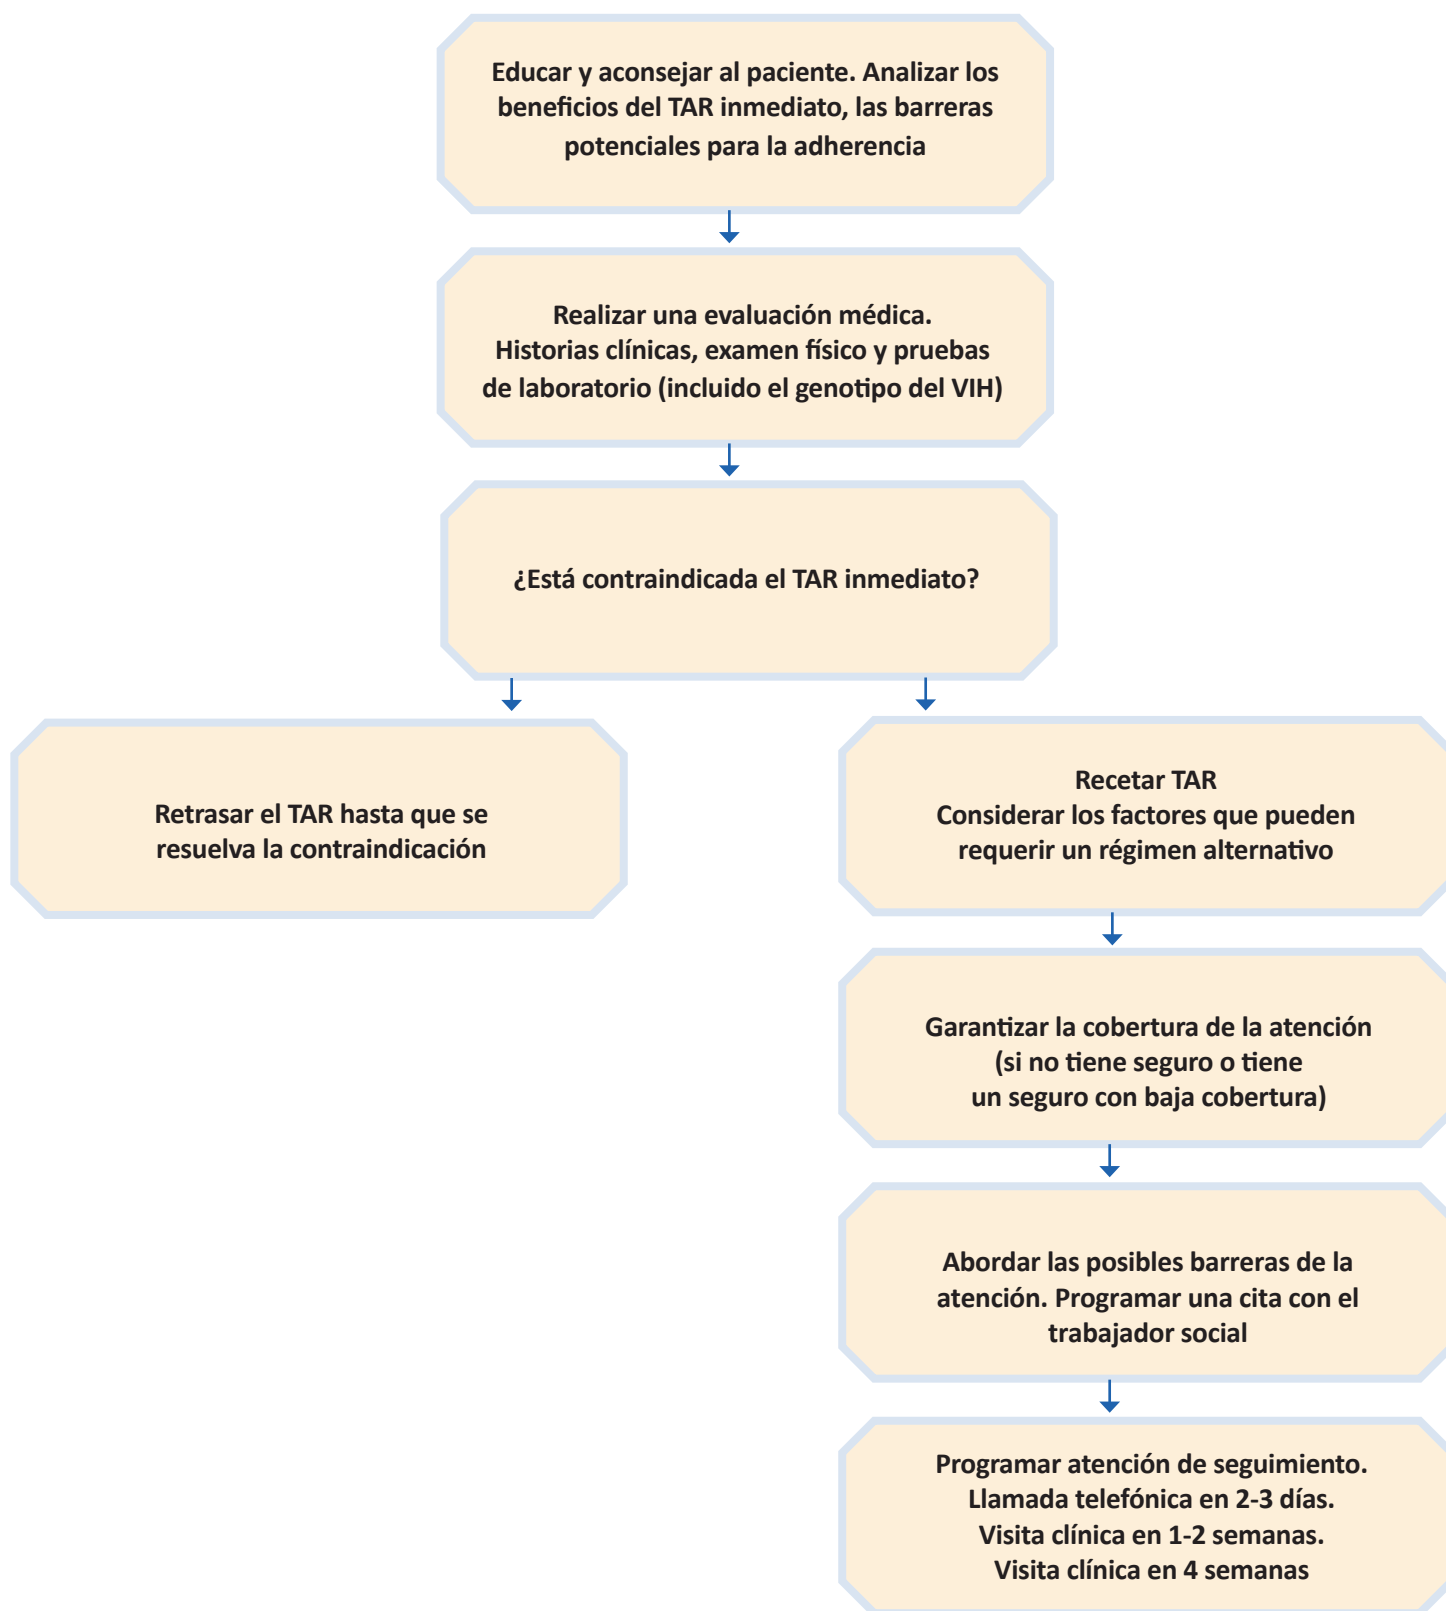 Educar y aconsejar al paciente. Analizar los
beneficios del TAR inmediato, las barreras
potenciales para la adherencia
Realizar una evaluación médica.
Historias clínicas, examen físico y pruebas
de laboratorio (incluido el genotipo del VIH)
¿Está contraindicada el TAR inmediato?
Retrasar el TAR hasta que se
resuelva la contraindicación
Recetar TAR
Considerar los factores que pueden
requerir un régimen alternativo
Garantizar la cobertura de la atención
(si no tiene seguro o tiene
un seguro con baja cobertura)
Abordar las posibles barreras de la
atención. Programar una cita con el
trabajador social
Programar atención de seguimiento.
Llamada telefónica en 2-3 días.
Visita clínica en 1-2 semanas.
Visita clínica en 4 semanas